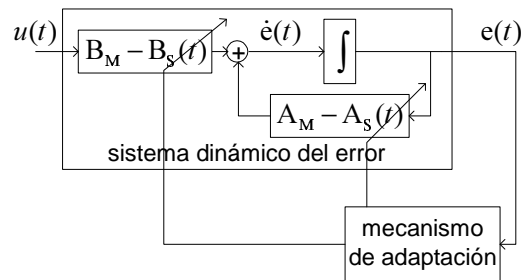 u(t)
B_M − B_S(t)
+
ė(t)
∫
e(t)
A_M − A_S(t)
sistema dinámico del error
mecanismo
de adaptación